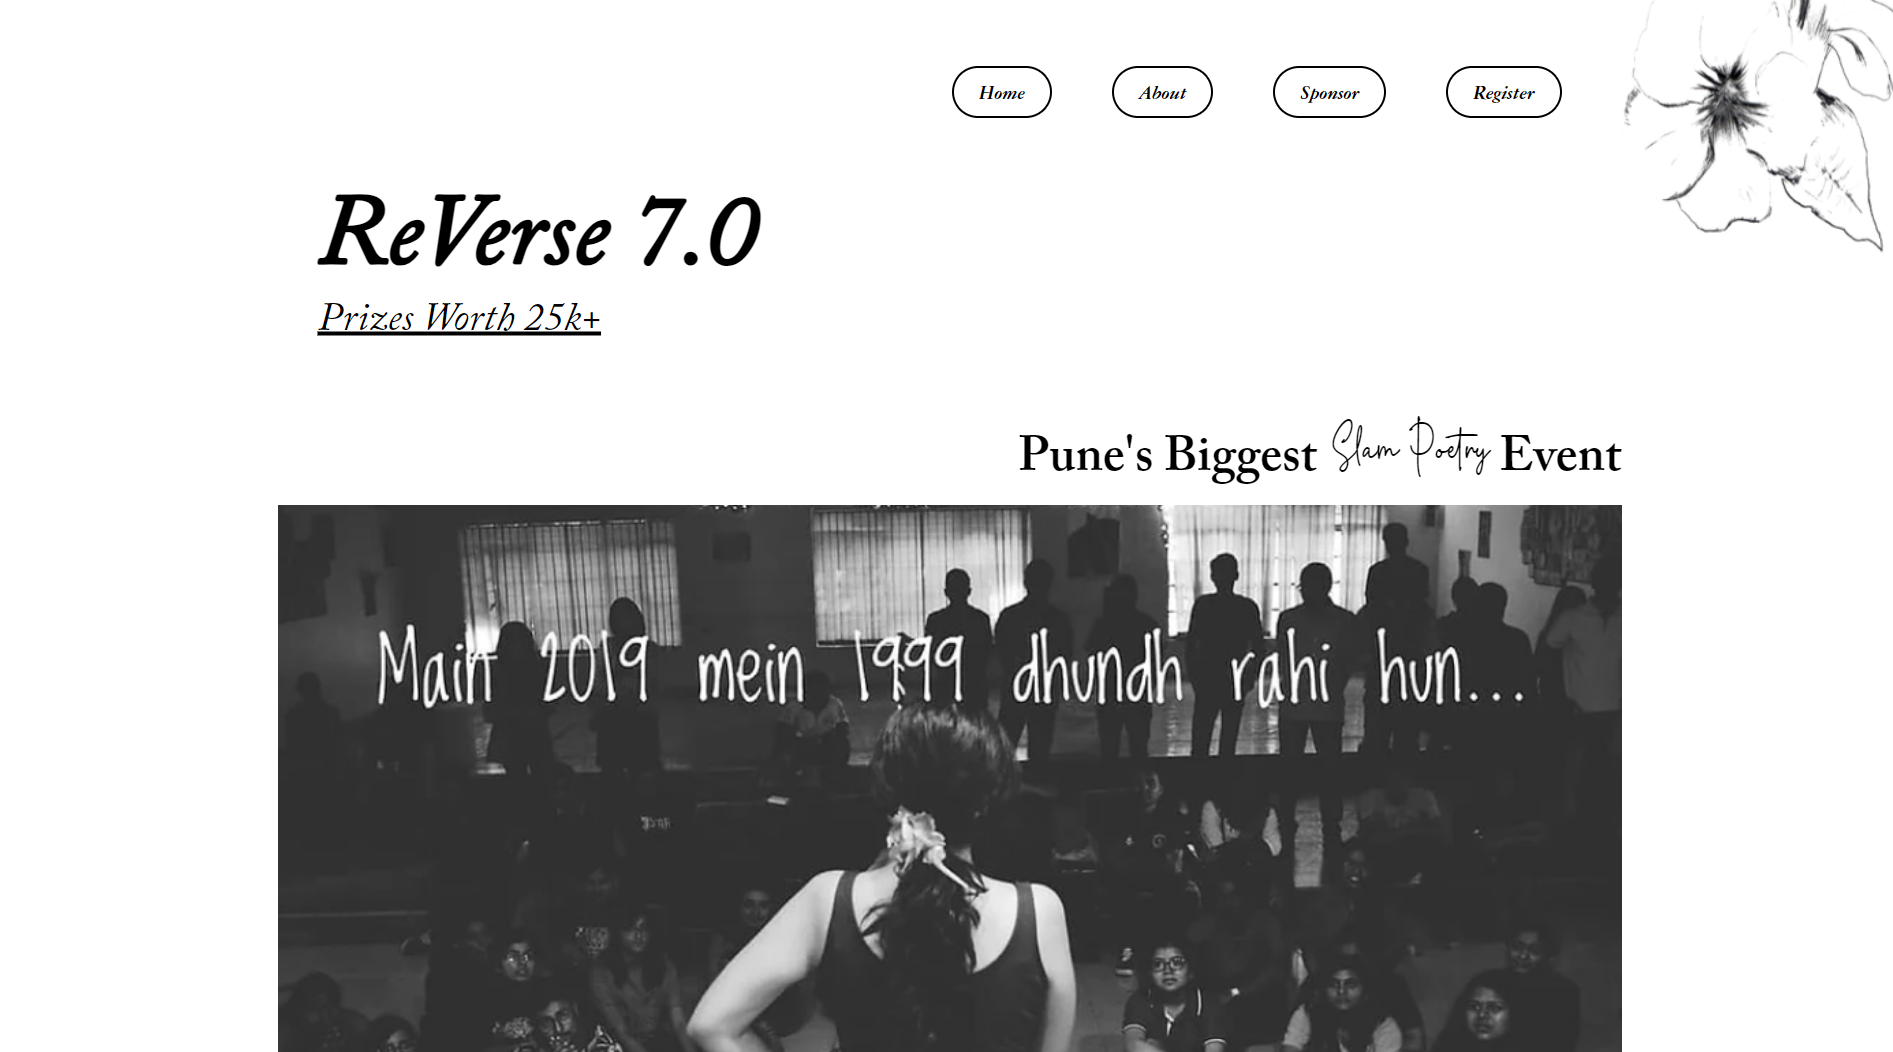 Home About Sponsor Register
ReVerse 7.0
Prizes Worth 25k+
Pune's Biggest Slam Poetry Event
Main 2019 mein 1999 dhundh rahi hun...